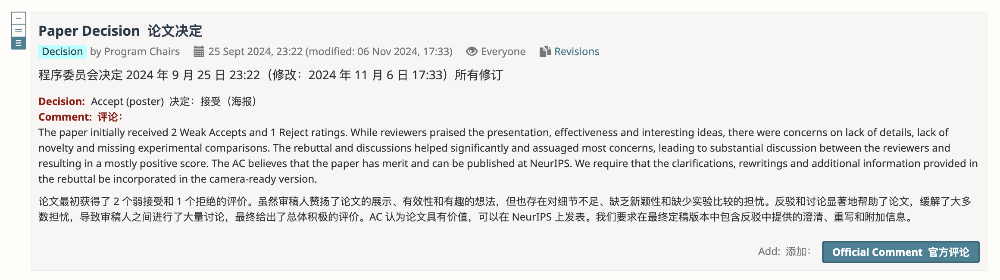 Paper Decision 论文决定
Decision by Program Chairs 25 Sept 2024, 23:22 (modified: 06 Nov 2024, 17:33) Everyone Revisions
程序委员会决定 2024 年 9 月 25 日 23:22（修改：2024 年 11 月 6 日 17:33）所有修订
Decision: Accept (poster) 决定：接受（海报）
Comment: 评论：
The paper initially received 2 Weak Accepts and 1 Reject ratings. While reviewers praised the presentation, effectiveness and interesting ideas, there were concerns on lack of details, lack of
novelty and missing experimental comparisons. The rebuttal and discussions helped significantly and assuaged most concerns, leading to substantial discussion between the reviewers and
resulting in a mostly positive score. The AC believes that the paper has merit and can be published at NeurIPS. We require that the clarifications, rewritings and additional information provided in
the rebuttal be incorporated in the camera-ready version.
论文最初获得了 2 个弱接受和 1 个拒绝的评价。虽然审稿人赞扬了论文的展示、有效性和有趣的想法，但也存在对细节不足、缺乏新颖性和缺少实验比较的担忧。反驳和讨论显著地帮助了论文，缓解了大多
数担忧，导致审稿人之间进行了大量讨论，最终给出了总体积极的评价。AC 认为论文具有价值，可以在 NeurIPS 上发表。我们要求在最终定稿版本中包含反驳中提供的澄清、重写和附加信息。
Add: 添加： Official Comment 官方评论